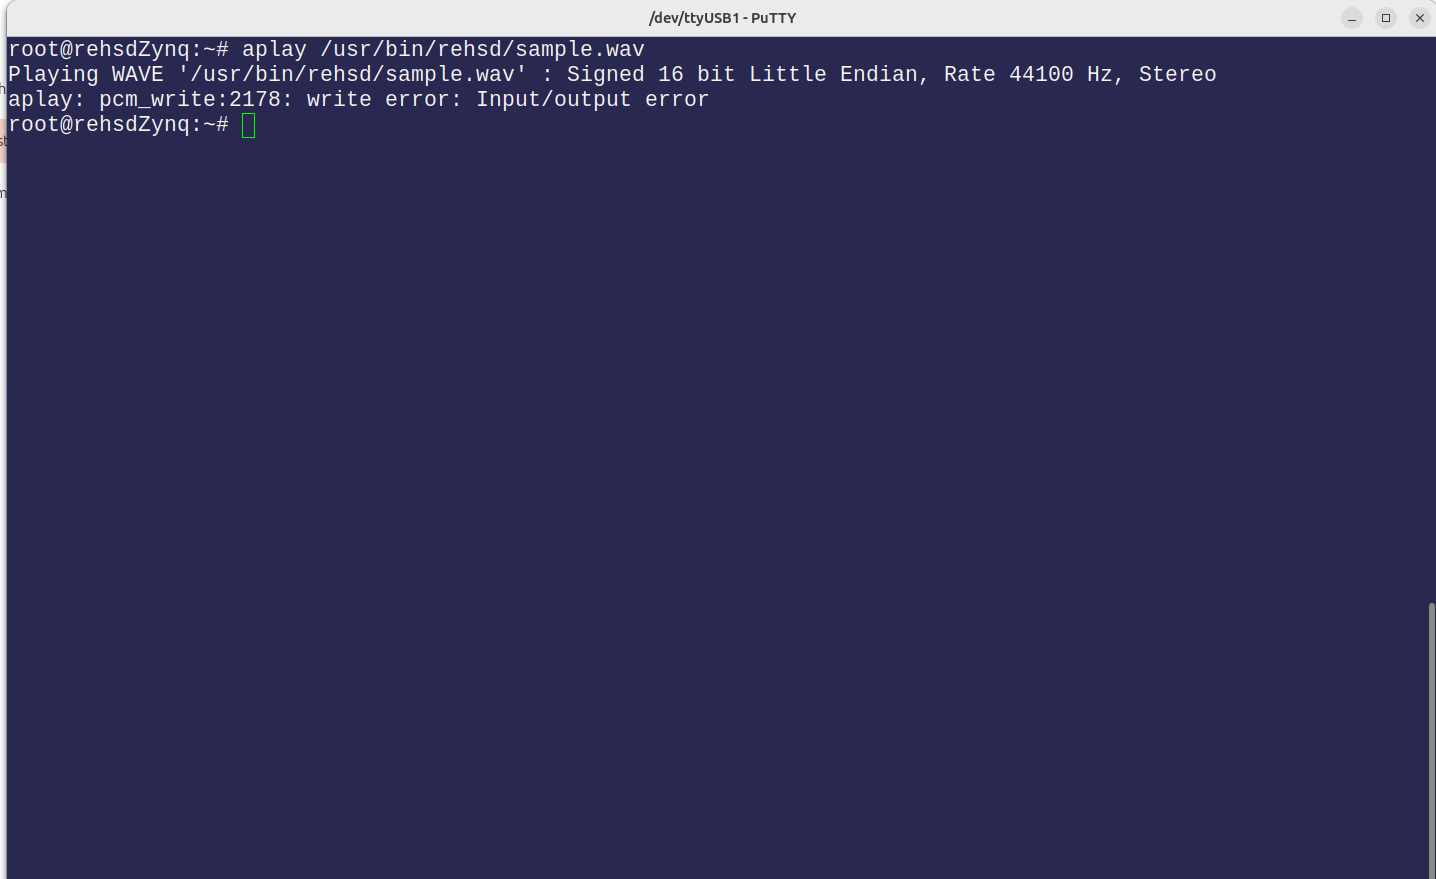 /dev/ttyUSB1 - PuTTY
root@rehsdZynq:~# aplay /usr/bin/rehsd/sample.wav
Playing WAVE '/usr/bin/rehsd/sample.wav' : Signed 16 bit Little Endian, Rate 44100 Hz, Stereo
aplay: pcm_write:2178: write error: Input/output error
root@rehsdZynq:~#